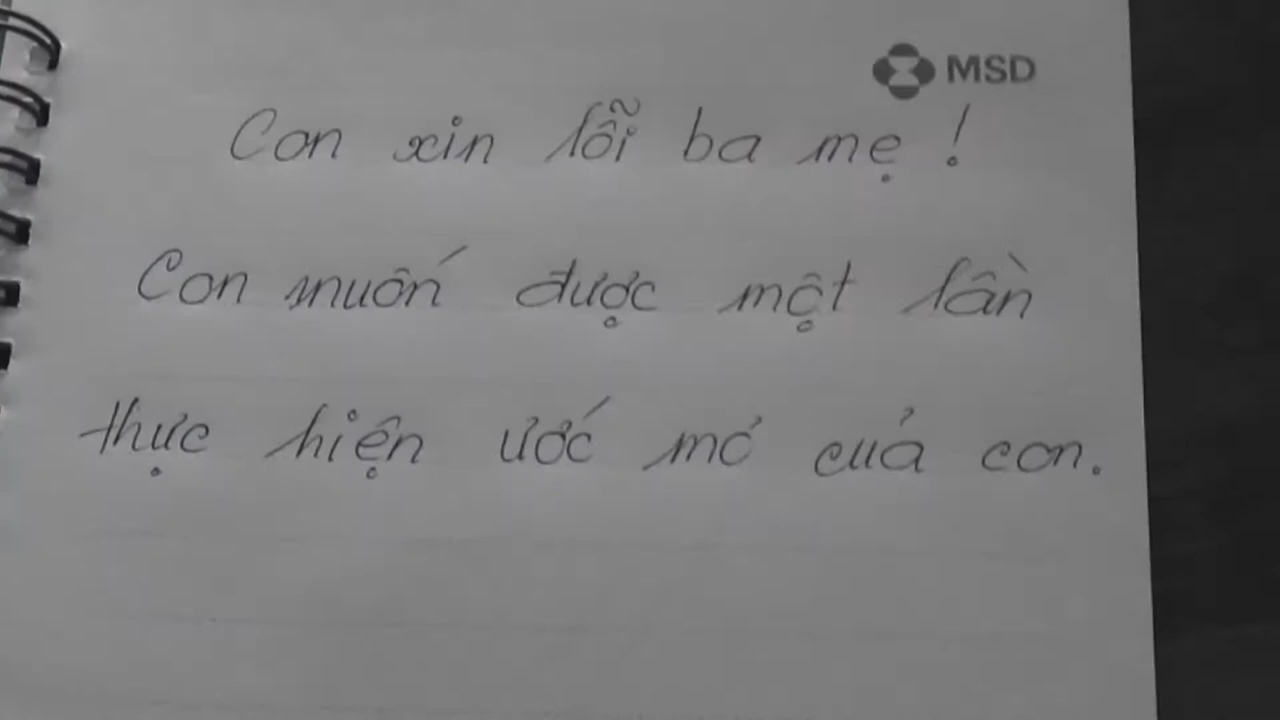 MSD
Con xin lỗi ba mẹ !
Con muốn được một lần
thực hiện ước mơ của con.